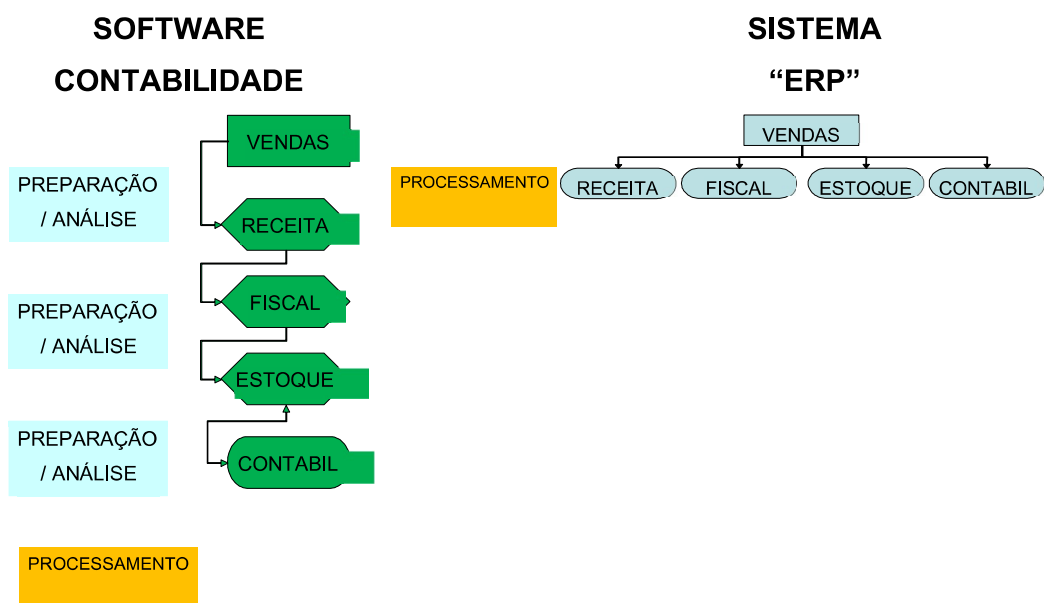 SOFTWARE
CONTABILIDADE
VENDAS
PREPARAÇÃO
/ ANÁLISE
RECEITA
PREPARAÇÃO
/ ANÁLISE
FISCAL
ESTOQUE
PREPARAÇÃO
/ ANÁLISE
CONTABIL
PROCESSAMENTO
SISTEMA
“ERP”
VENDAS
PROCESSAMENTO
RECEITA
FISCAL
ESTOQUE
CONTABIL